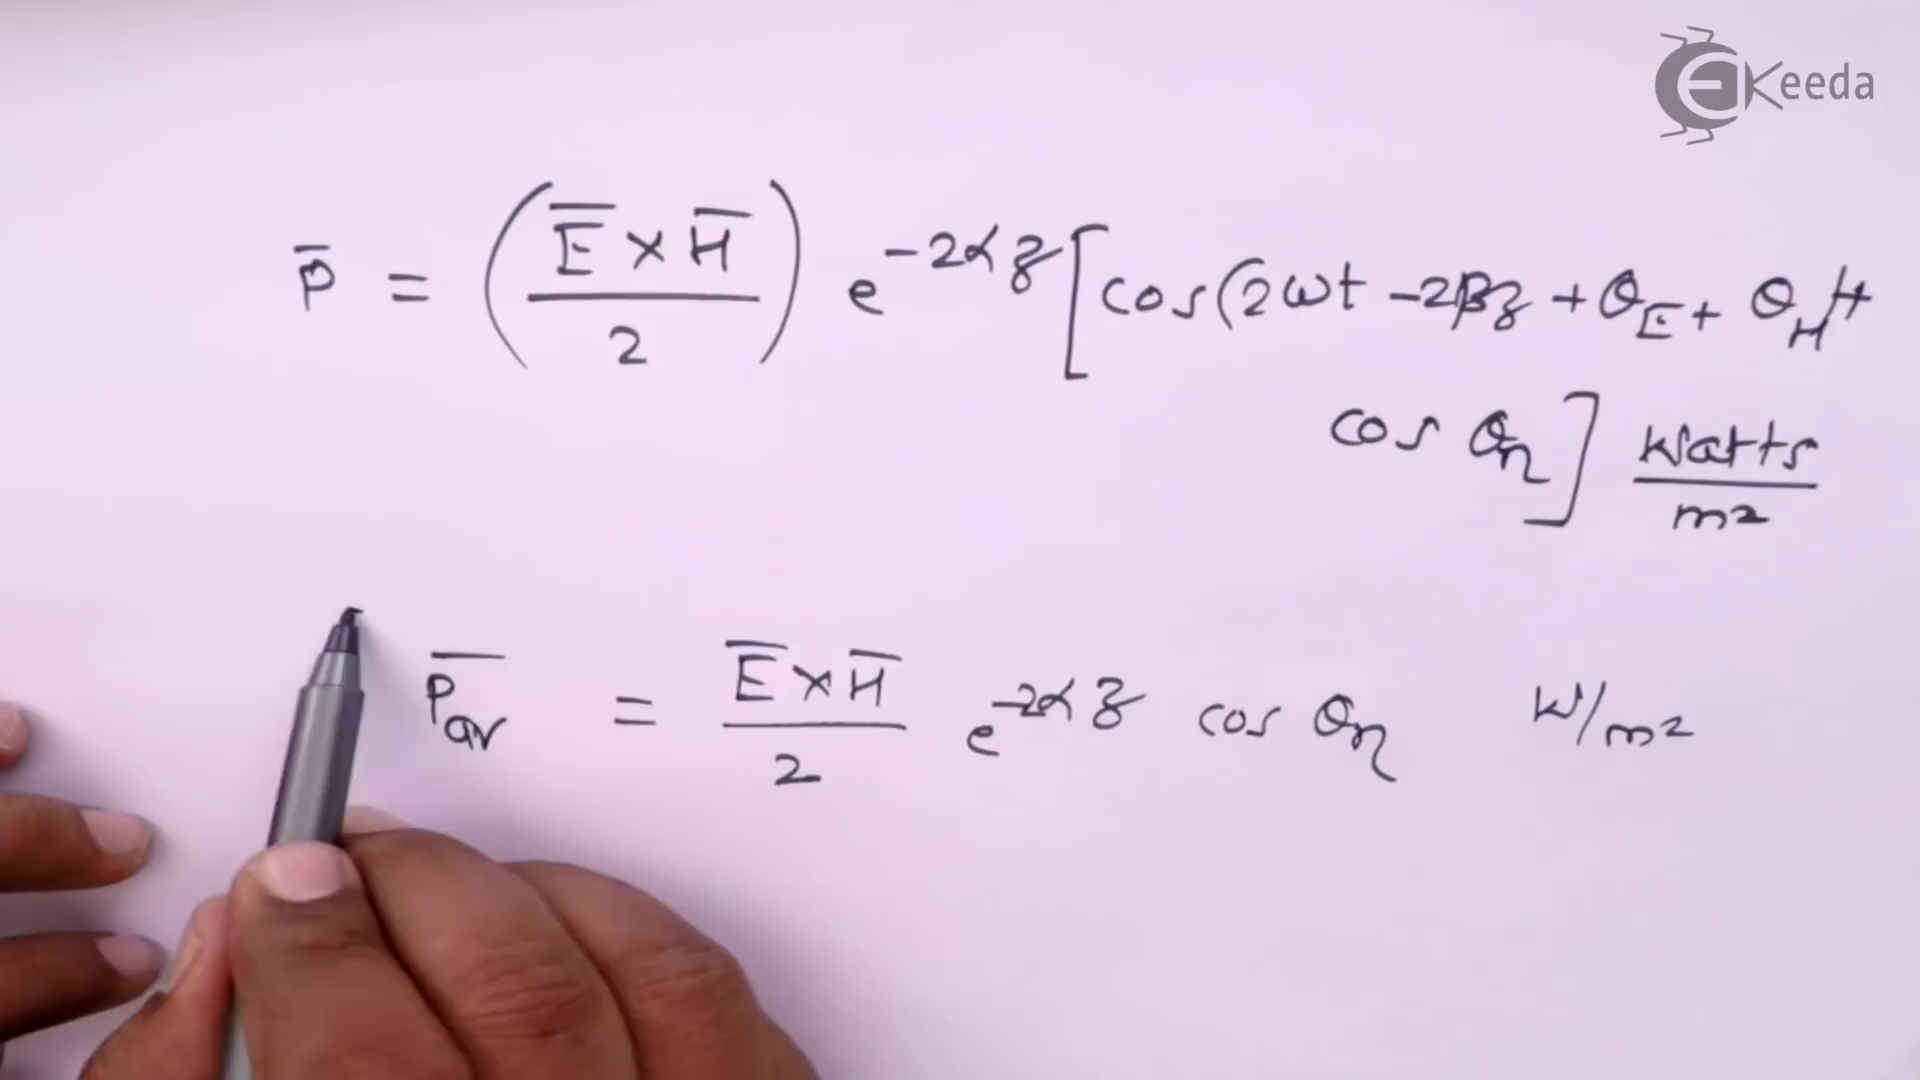 EKeeda
P̄ = (Ē × H̄ / 2) e^{-2αz} [cos(2ωt - 2βz + θ_E + θ_H) +
cos θ_η] Watts/m²
P̄_av = Ē × H̄ / 2 e^{-2αz} cos θ_η W/m²